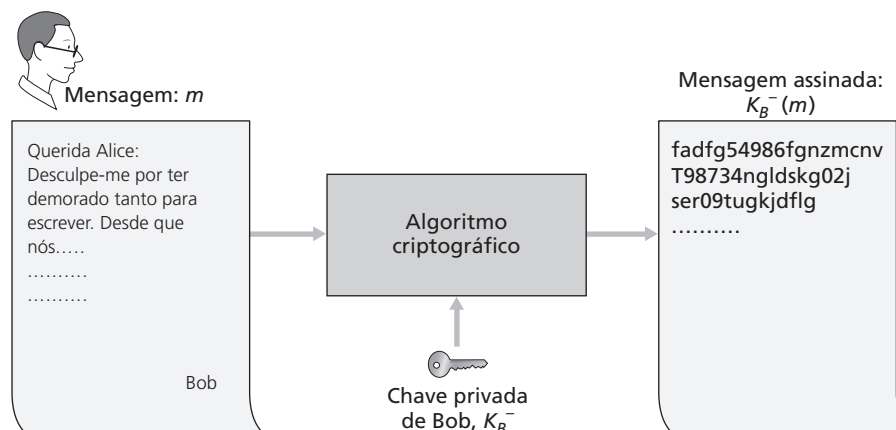 Mensagem: m
Querida Alice:
Desculpe-me por ter
demorado tanto para
escrever. Desde que
nós.....
..........
..........
Bob
Algoritmo
criptográfico
Chave privada
de Bob, K_B^−
Mensagem assinada:
K_B^− (m)
fadfg54986fgnzmcnv
T98734ngldskg02j
ser09tugkjdflg
..........